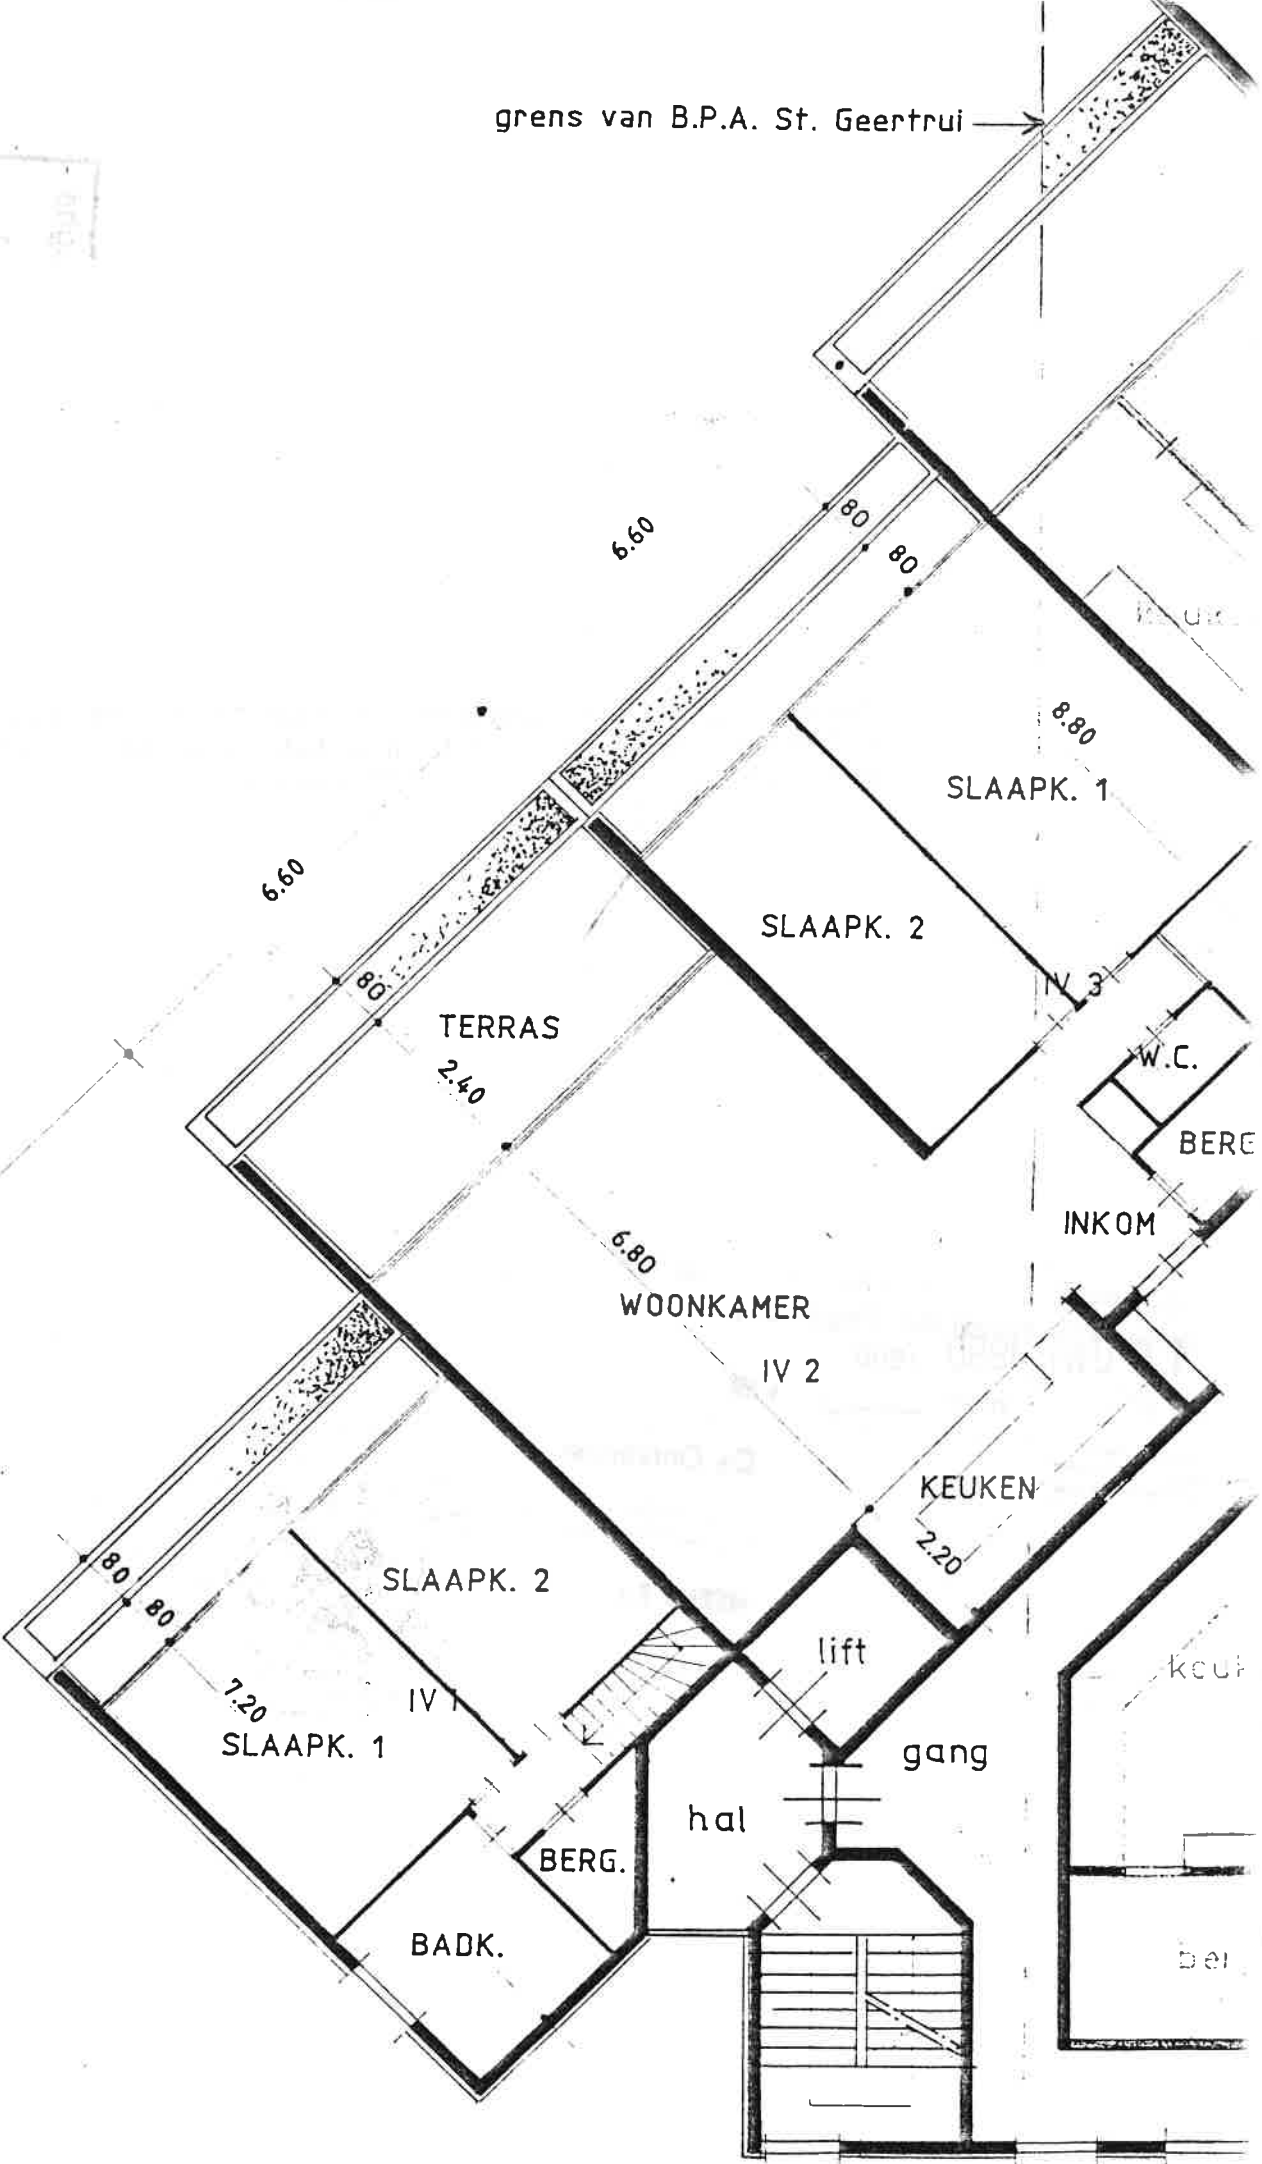 grens van B.P.A. St. Geertrui
6.60
80
80
8.80
SLAAPK. 1
6.60
SLAAPK. 2
80
IV 3
TERRAS
W.C.
2.40
BERG
INKOM
6.80
WOONKAMER
IV 2
KEUKEN
2.20
80
SLAAPK. 2
80
lift
7.20
IV 1
SLAAPK. 1
gang
hal
BERG.
BADK.